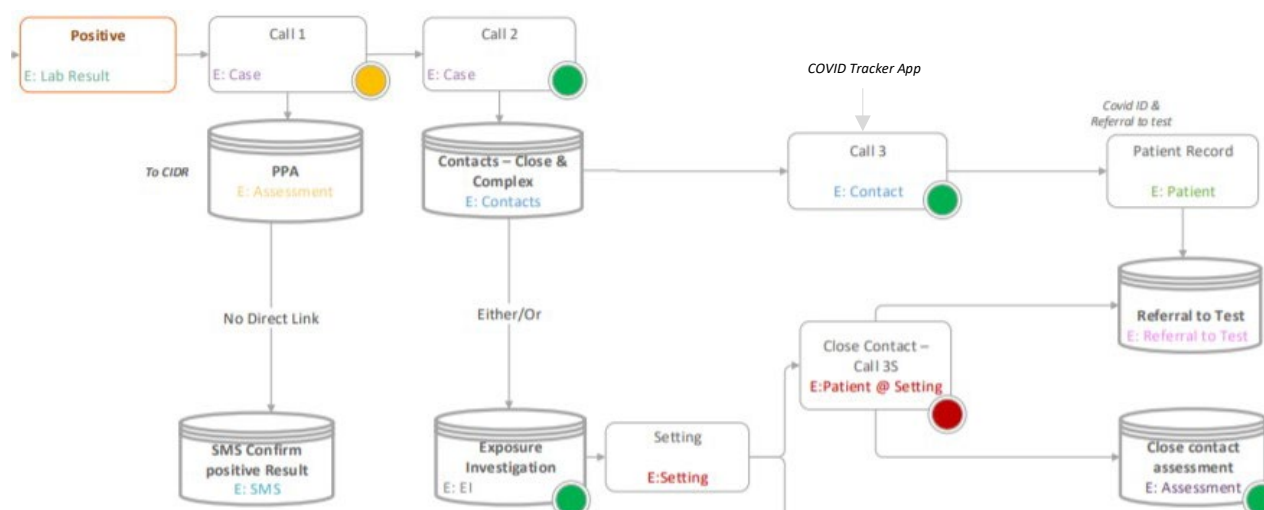 Positive
E: Lab Result
Call 1
E: Case
Call 2
E: Case
COVID Tracker App
Covid ID &
Referral to test
To CIDR
PPA
E: Assessment
Contacts – Close &
Complex
E: Contacts
Call 3
E: Contact
Patient Record
E: Patient
No Direct Link
Either/Or
Close Contact –
Call 3S
E:Patient @ Setting
Referral to Test
E: Referral to Test
SMS Confirm
positive Result
E: SMS
Exposure
Investigation
E: EI
Setting
E:Setting
Close contact
assessment
E: Assessment